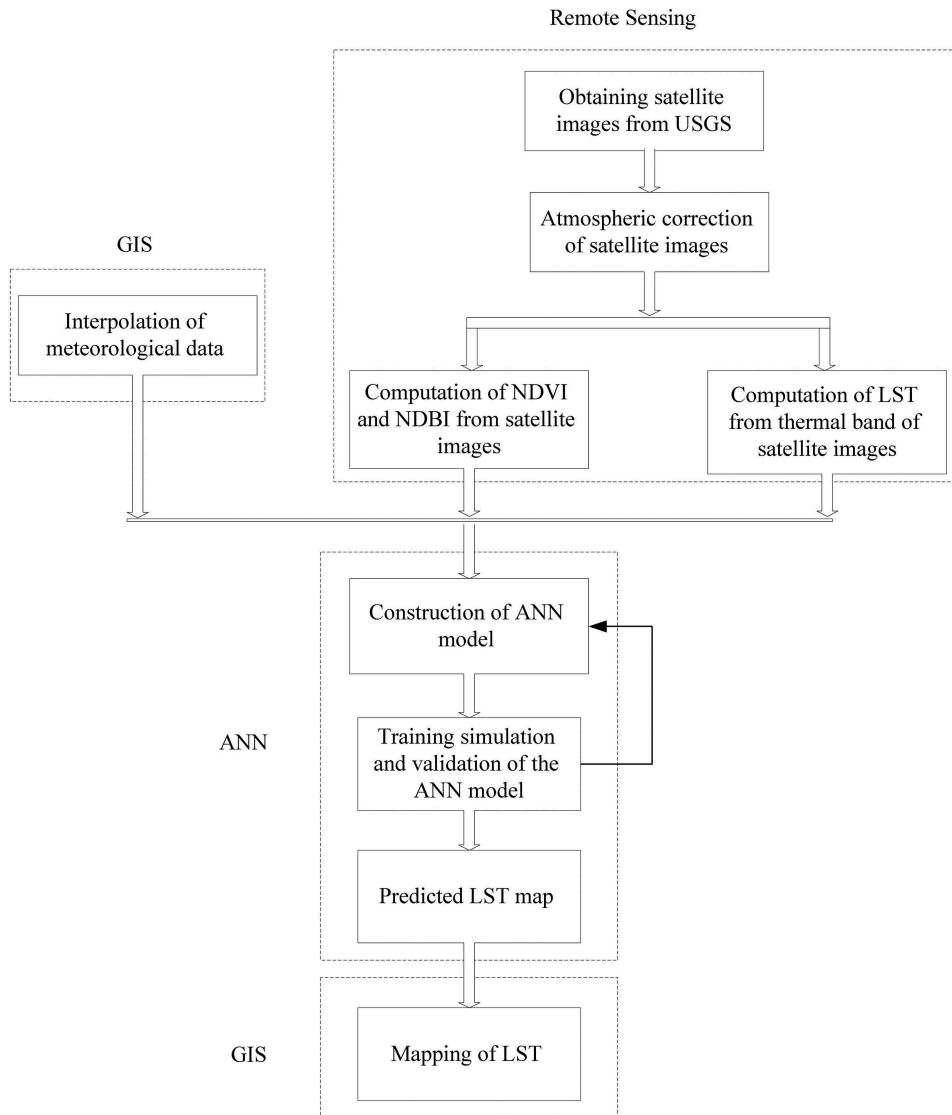 Remote Sensing
Obtaining satellite
images from USGS
Atmospheric correction
of satellite images
GIS
Interpolation of
meteorological data
Computation of NDVI
and NDBI from satellite
images
Computation of LST
from thermal band of
satellite images
Construction of ANN
model
ANN
Training simulation
and validation of the
ANN model
Predicted LST map
GIS
Mapping of LST